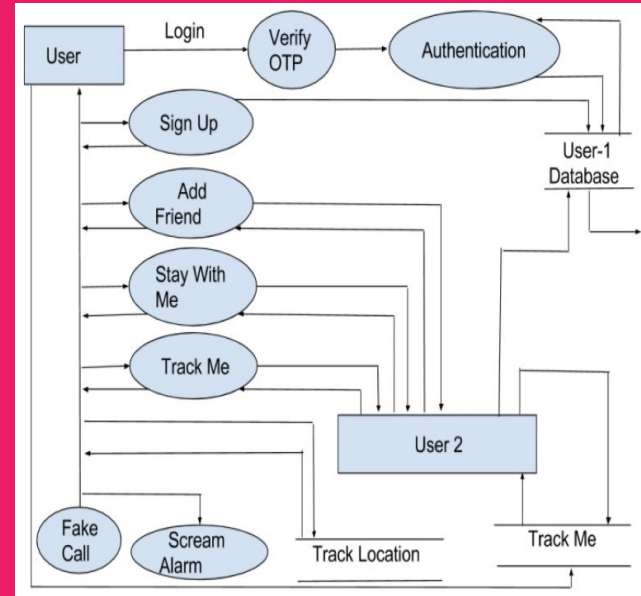 Login
User
Verify
OTP
Authentication
Sign Up
User-1
Database
Add
Friend
Stay With
Me
Track Me
User 2
Fake
Call
Scream
Alarm
Track Location
Track Me